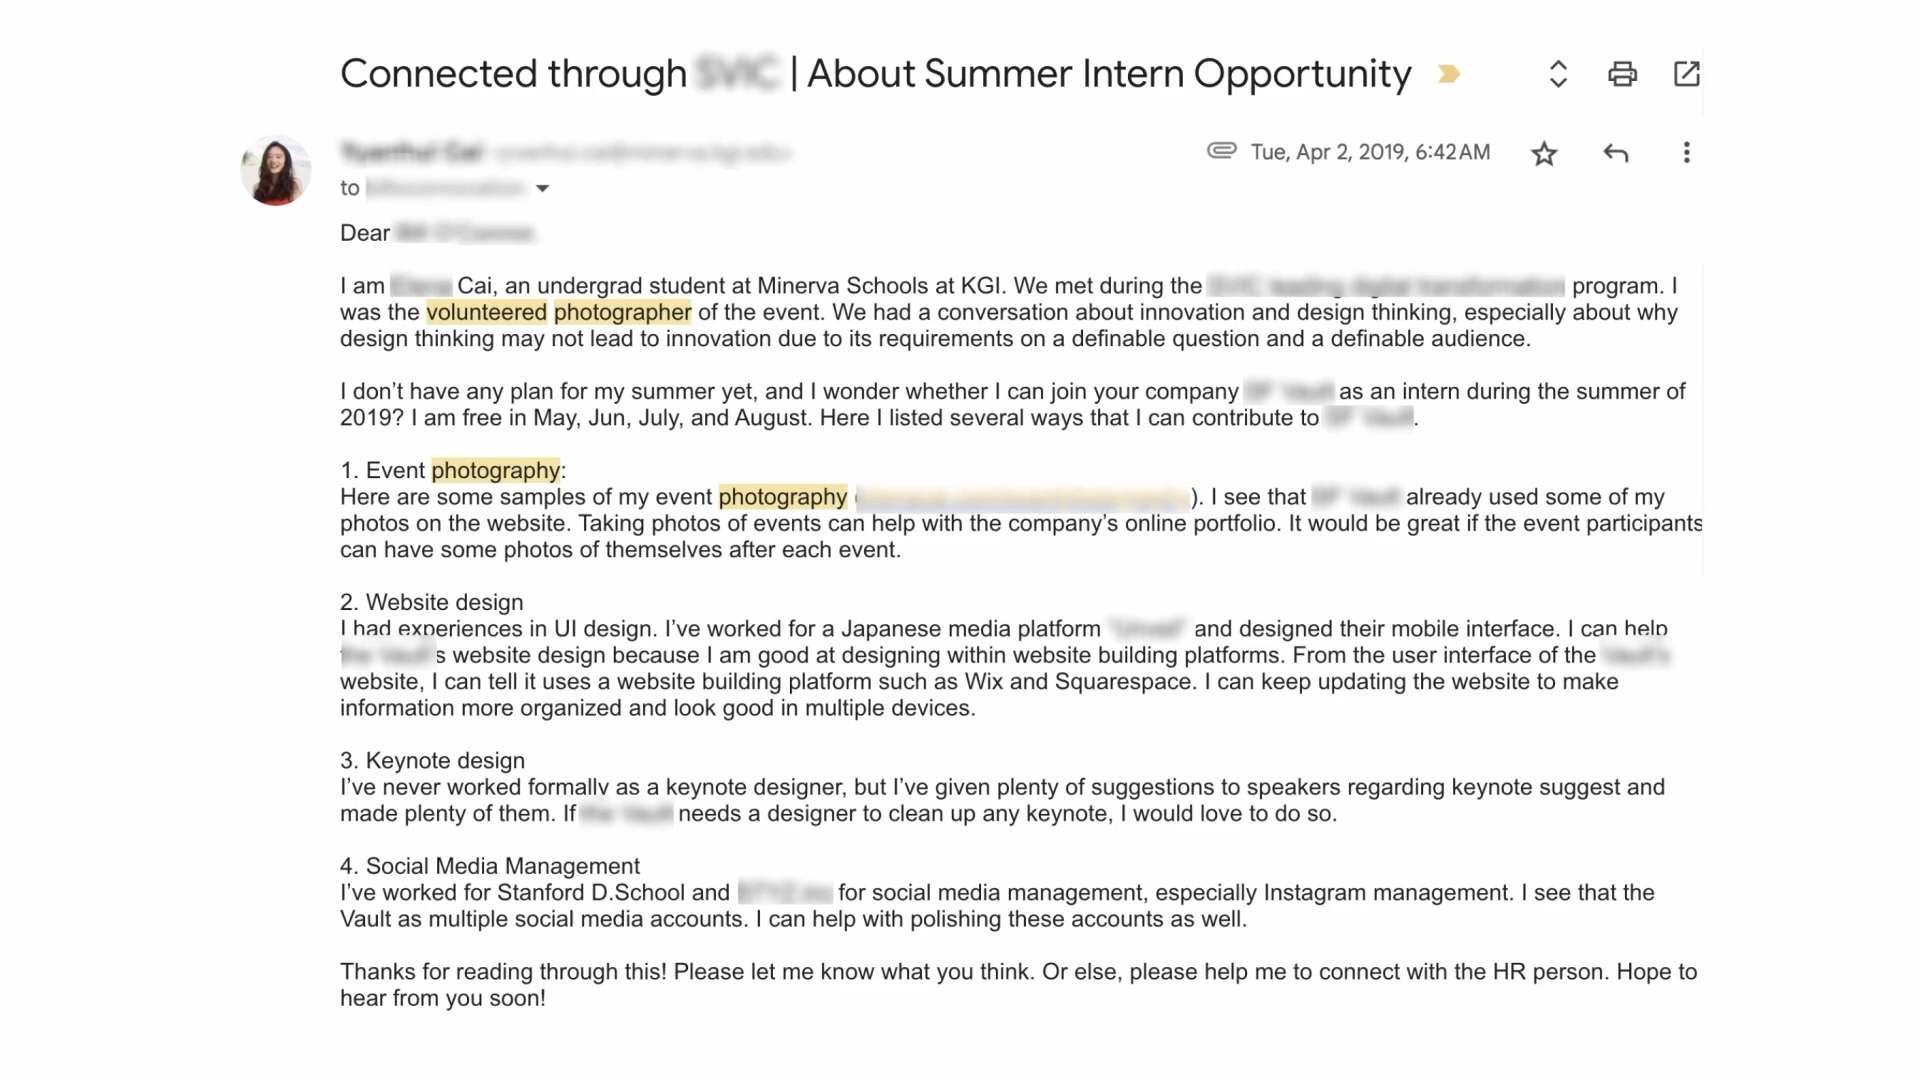 Connected through | About Summer Intern Opportunity
Tue, Apr 2, 2019, 6:42 AM
to
Dear
I am Cai, an undergrad student at Minerva Schools at KGI. We met during the program. I
was the volunteered photographer of the event. We had a conversation about innovation and design thinking, especially about why
design thinking may not lead to innovation due to its requirements on a definable question and a definable audience.
I don’t have any plan for my summer yet, and I wonder whether I can join your company as an intern during the summer of
2019? I am free in May, Jun, July, and August. Here I listed several ways that I can contribute to .
1. Event photography:
Here are some samples of my event photography ( ). I see that already used some of my
photos on the website. Taking photos of events can help with the company’s online portfolio. It would be great if the event participants
can have some photos of themselves after each event.
2. Website design
I had experiences in UI design. I’ve worked for a Japanese media platform and designed their mobile interface. I can help
s website design because I am good at designing within website building platforms. From the user interface of the
website, I can tell it uses a website building platform such as Wix and Squarespace. I can keep updating the website to make
information more organized and look good in multiple devices.
3. Keynote design
I’ve never worked formally as a keynote designer, but I’ve given plenty of suggestions to speakers regarding keynote suggest and
made plenty of them. If needs a designer to clean up any keynote, I would love to do so.
4. Social Media Management
I’ve worked for Stanford D.School and for social media management, especially Instagram management. I see that the
Vault as multiple social media accounts. I can help with polishing these accounts as well.
Thanks for reading through this! Please let me know what you think. Or else, please help me to connect with the HR person. Hope to
hear from you soon!